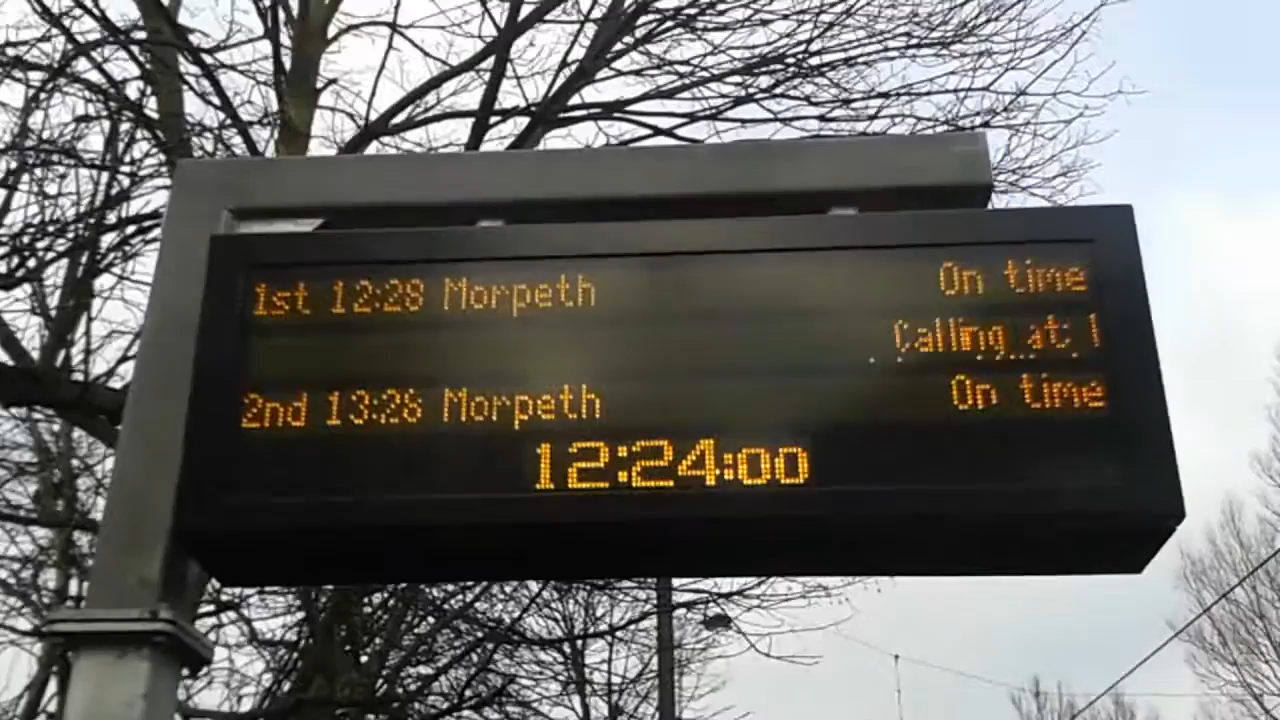 1st 12:28 Morpeth On time
Calling at:
2nd 13:26 Morpeth On time
12:24:00